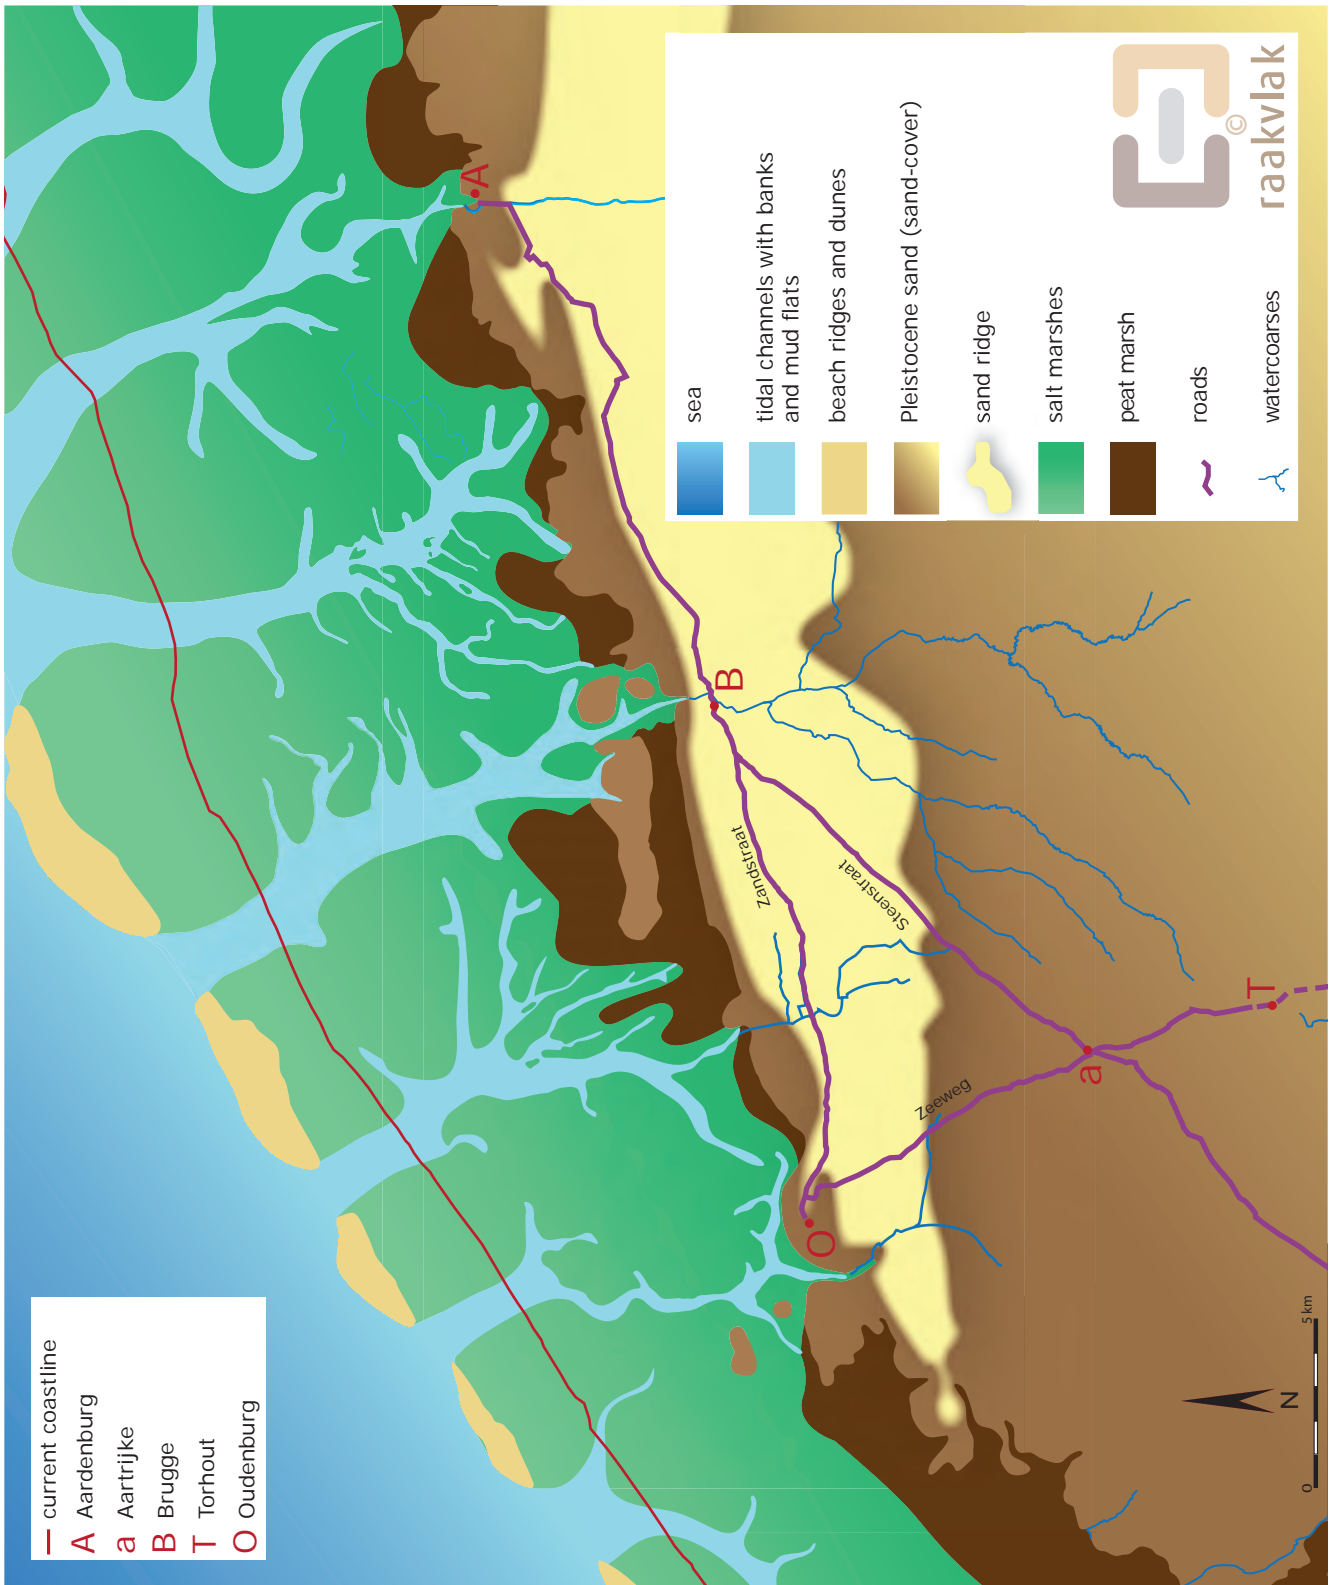 current coastline
A Aardenburg
a Aartrijke
B Brugge
T Torhout
O Oudenburg
A
B
Zandstraat
Steenstraat
Zeeweg
O
a
T
sea
tidal channels with banks
and mud flats
beach ridges and dunes
Pleistocene sand (sand-cover)
sand ridge
salt marshes
peat marsh
roads
watercoarses
©
raakvlak
N
0 5 km